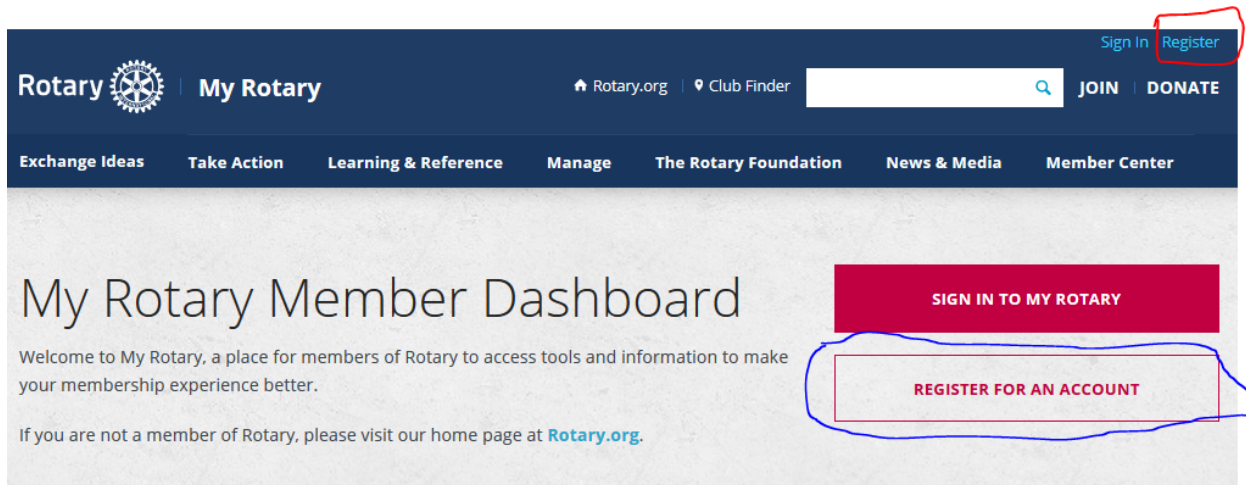 Sign In Register
Rotary My Rotary Rotary.org Club Finder JOIN DONATE
Exchange Ideas Take Action Learning & Reference Manage The Rotary Foundation News & Media Member Center
My Rotary Member Dashboard
Welcome to My Rotary, a place for members of Rotary to access tools and information to make
your membership experience better.
If you are not a member of Rotary, please visit our home page at Rotary.org.
SIGN IN TO MY ROTARY
REGISTER FOR AN ACCOUNT